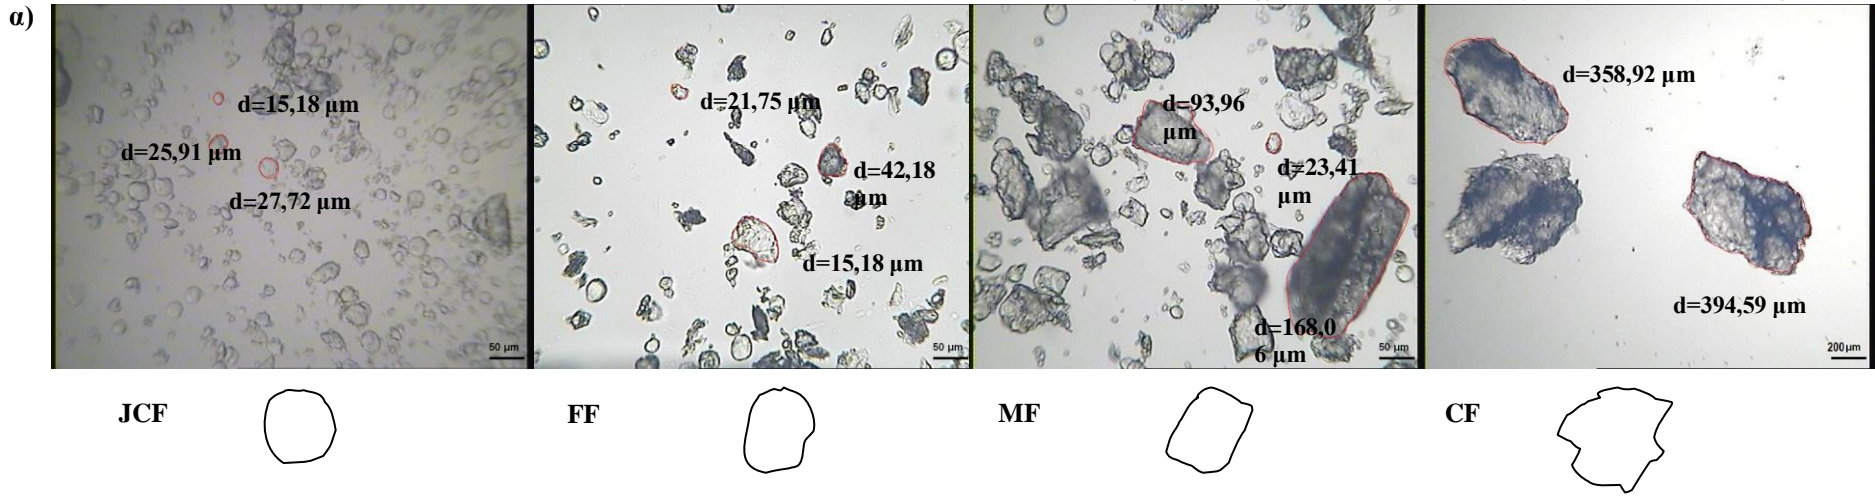 α)
d=15,18 µm
d=25,91 µm
d=27,72 µm
50 µm
d=21,75 µm
d=42,18
µm
d=15,18 µm
50 µm
d=93,96
µm
d=23,41
µm
d=168,0
6 µm
50 µm
d=358,92 µm
d=394,59 µm
200 µm
JCF
FF
MF
CF